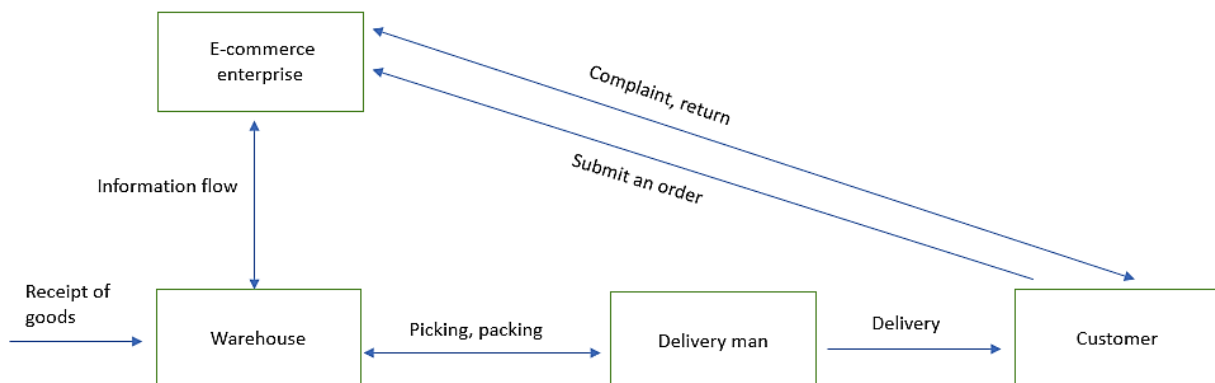 E-commerce
enterprise
Complaint, return
Submit an order
Information flow
Receipt of
goods
Warehouse
Picking, packing
Delivery man
Delivery
Customer